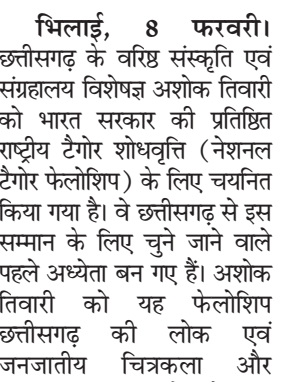 भिलाई, 8 फरवरी।
छत्तीसगढ़ के वरिष्ठ संस्कृति एवं
संग्रहालय विशेषज्ञ अशोक तिवारी
को भारत सरकार की प्रतिष्ठित
राष्ट्रीय टैगोर शोधवृत्ति (नेशनल
टैगोर फेलोशिप) के लिए चयनित
किया गया है। वे छत्तीसगढ़ से इस
सम्मान के लिए चुने जाने वाले
पहले अध्येता बन गए हैं। अशोक
तिवारी को यह फेलोशिप
छत्तीसगढ़ की लोक एवं
जनजातीय चित्रकला और